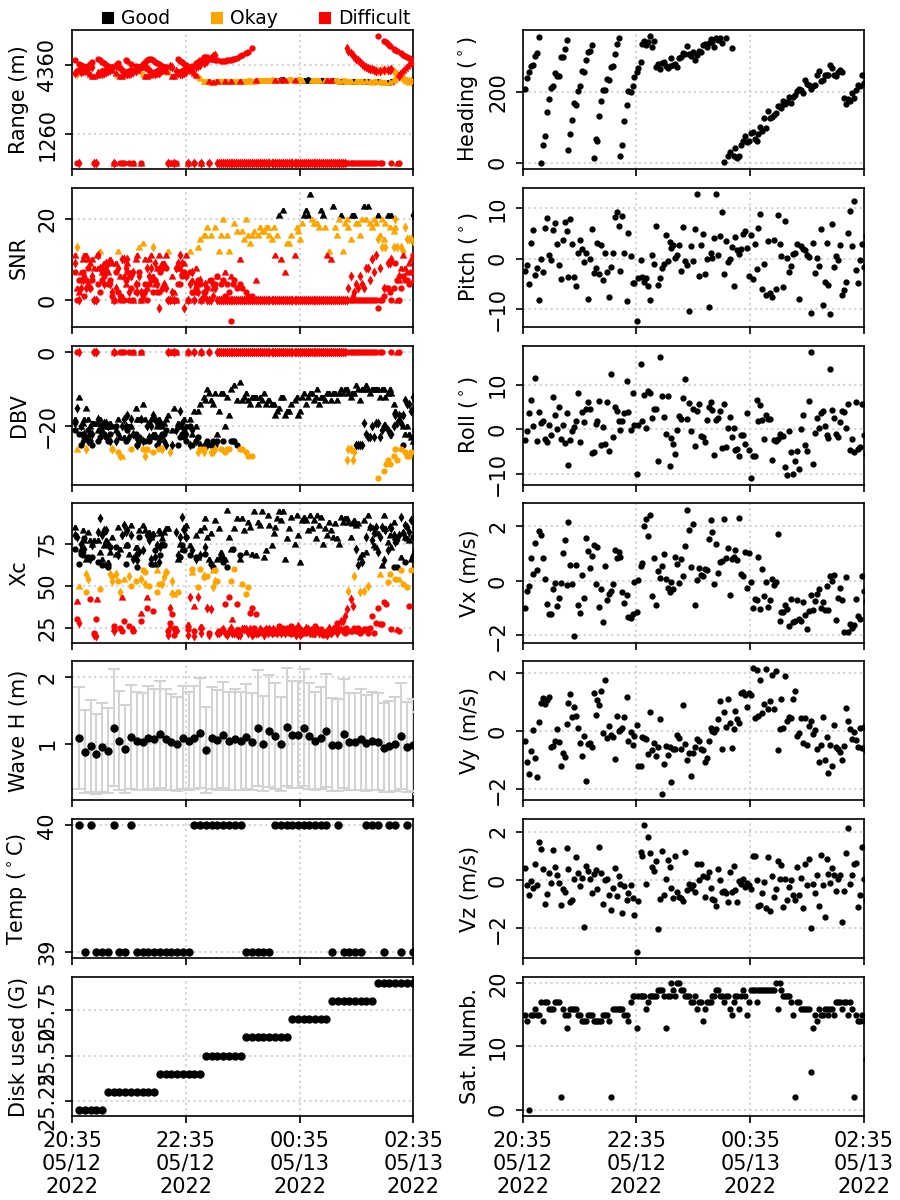 Good Okay Difficult
Range (m)
4360
1260
Heading (°)
200
0
SNR
20
0
Pitch (°)
10
0
−10
DBV
0
−20
Roll (°)
10
0
−10
Xc
75
50
25
Vx (m/s)
2
0
−2
Wave H (m)
2
1
Vy (m/s)
2
0
−2
Temp (°C)
40
39
Vz (m/s)
2
0
−2
Disk used (G)
25.75
25.50
25.25
Sat. Numb.
20
10
0
20:35 22:35 00:35 02:35
05/12 05/12 05/13 05/13
2022 2022 2022 2022
20:35 22:35 00:35 02:35
05/12 05/12 05/13 05/13
2022 2022 2022 2022